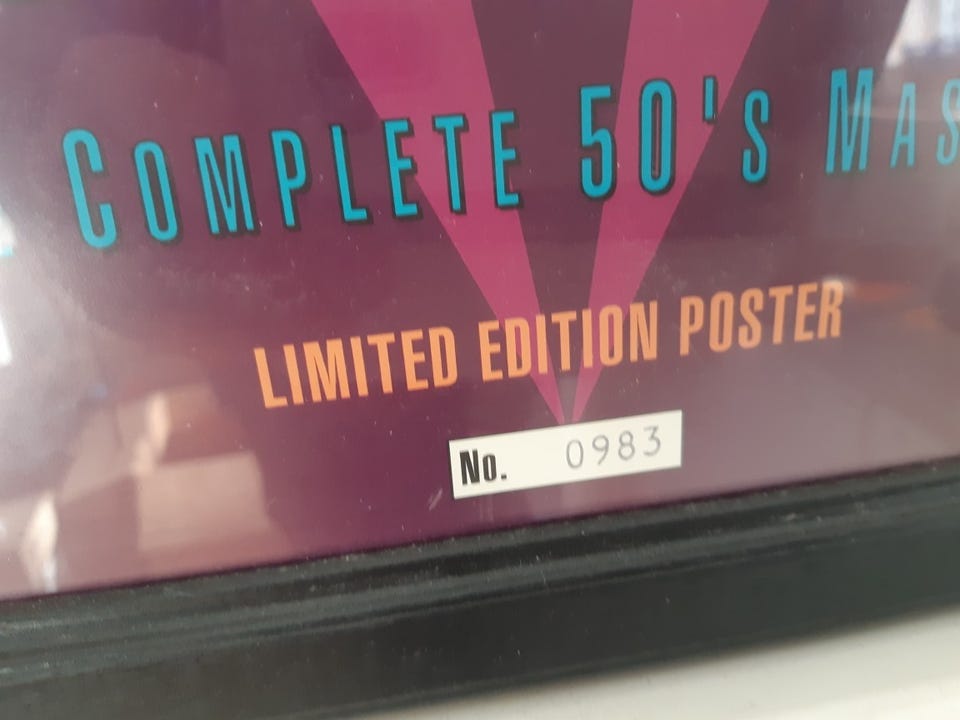 COMPLETE 50's MAS
LIMITED EDITION POSTER
No. 0983